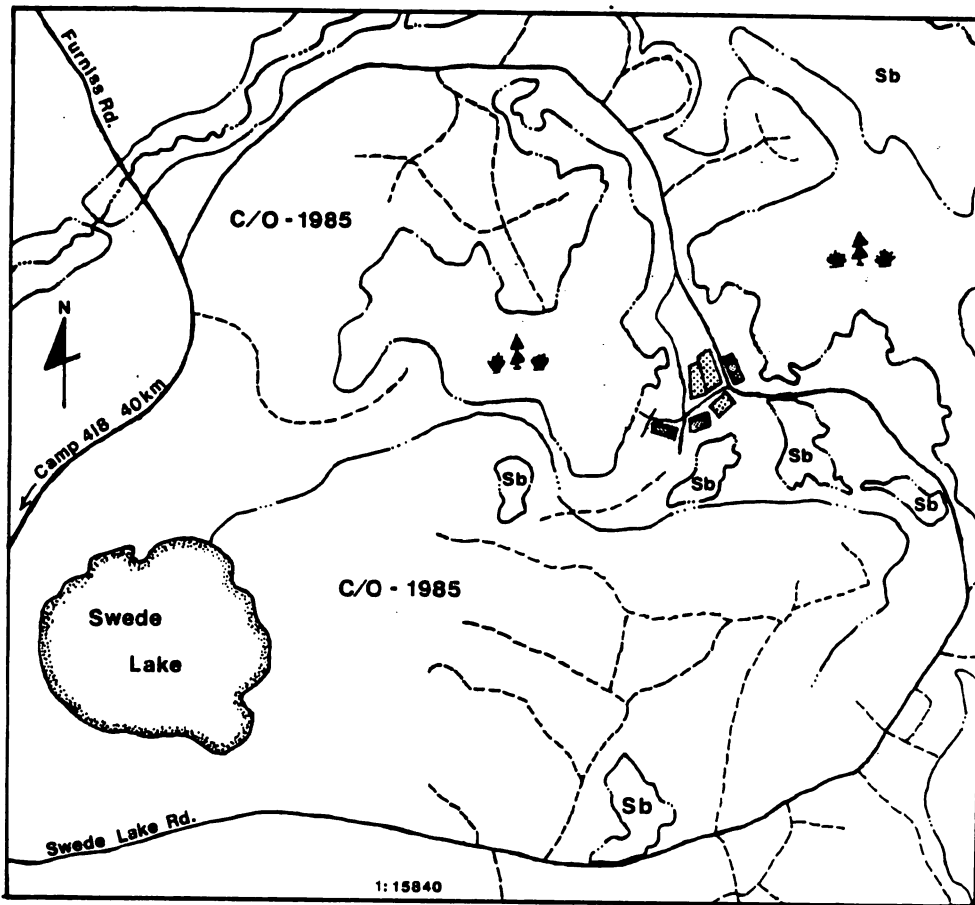 Furniss Rd.
Sb
C/O - 1985
N
Camp 418 40km
Sb
Sb
Sb
Sb
C/O - 1985
Swede
Lake
Sb
Swede Lake Rd.
1:15840